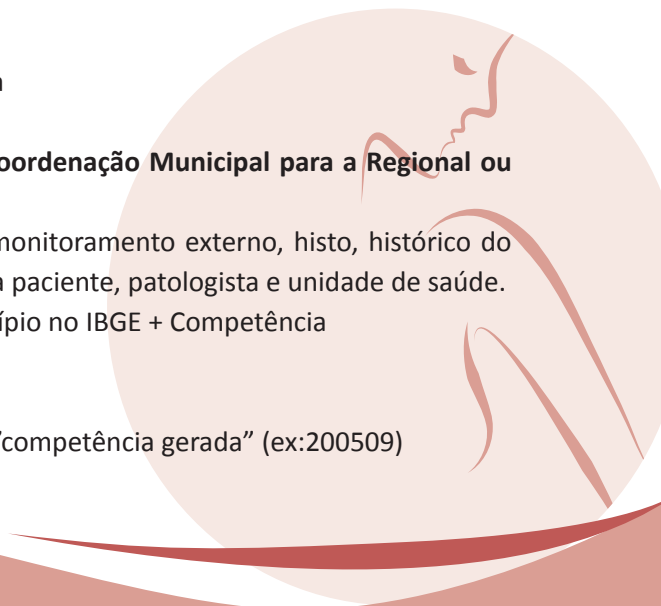 oordenação Municipal para a Regional ou
monitoramento externo, histo, histórico do
a paciente, patologista e unidade de saúde.
ípio no IBGE + Competência
“competência gerada” (ex:200509)